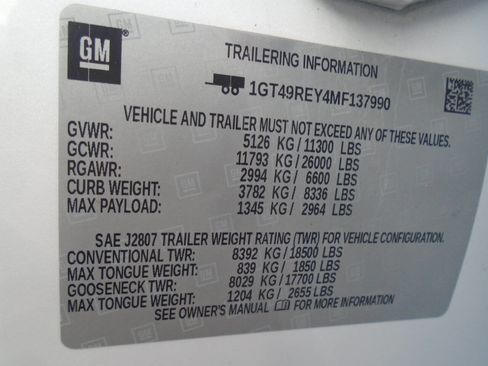 GM
TRAILERING INFORMATION
1GT49REY4MF137990
VEHICLE AND TRAILER MUST NOT EXCEED ANY OF THESE VALUES.
GVWR: 5126 KG/ 11300 LBS
GCWR: 11793 KG/ 26000 LBS
RGAWR: 2994 KG/ 6600 LBS
CURB WEIGHT: 3782 KG/ 8336 LBS
MAX PAYLOAD: 1345 KG/ 2964 LBS
SAE J2807 TRAILER WEIGHT RATING (TWR) FOR VEHICLE CONFIGURATION.
CONVENTIONAL TWR: 8392 KG/ 18500 LBS
MAX TONGUE WEIGHT: 839 KG/ 1850 LBS
GOOSENECK TWR: 8029 KG/ 17700 LBS
MAX TONGUE WEIGHT: 1204 KG/ 2655 LBS
SEE OWNER'S MANUAL FOR MORE INFORMATION.